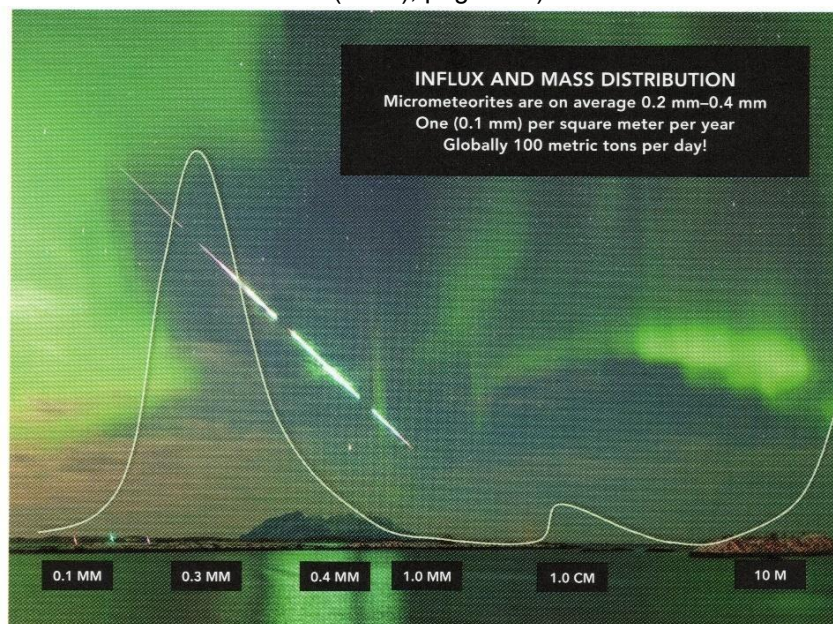 INFLUX AND MASS DISTRIBUTION
Micrometeorites are on average 0.2 mm–0.4 mm
One (0.1 mm) per square meter per year
Globally 100 metric tons per day!
0.1 MM 0.3 MM 0.4 MM 1.0 MM 1.0 CM 10 M